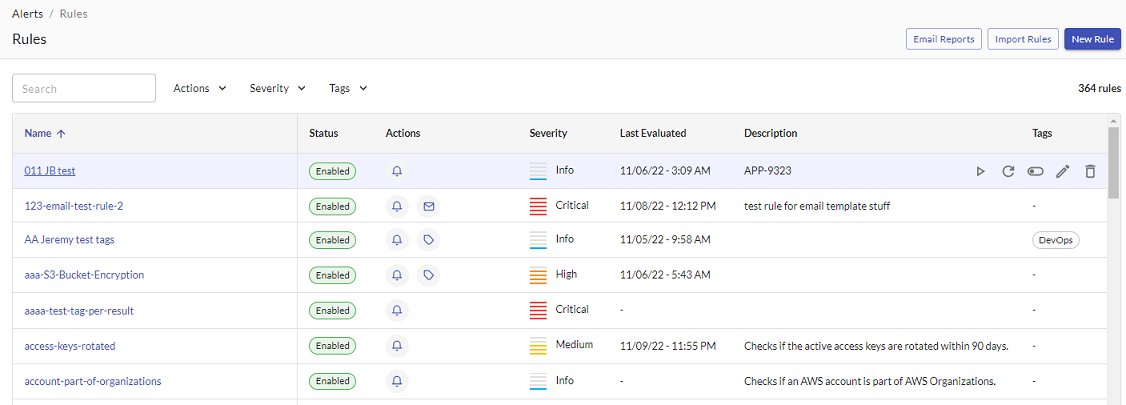 Alerts / Rules
Rules
Email Reports Import Rules New Rule
Search Actions Severity Tags 364 rules
Name Status Actions Severity Last Evaluated Description Tags
011 JB test Enabled Info 11/06/22 - 3:09 AM APP-9323
123-email-test-rule-2 Enabled Critical 11/08/22 - 12:12 PM test rule for email template stuff -
AA Jeremy test tags Enabled Info 11/05/22 - 9:58 AM DevOps
aaa-S3-Bucket-Encryption Enabled High 11/06/22 - 5:43 AM -
aaaa-test-tag-per-result Enabled Critical - -
access-keys-rotated Enabled Medium 11/09/22 - 11:55 PM Checks if the active access keys are rotated within 90 days. -
account-part-of-organizations Enabled Info - Checks if an AWS account is part of AWS Organizations. -